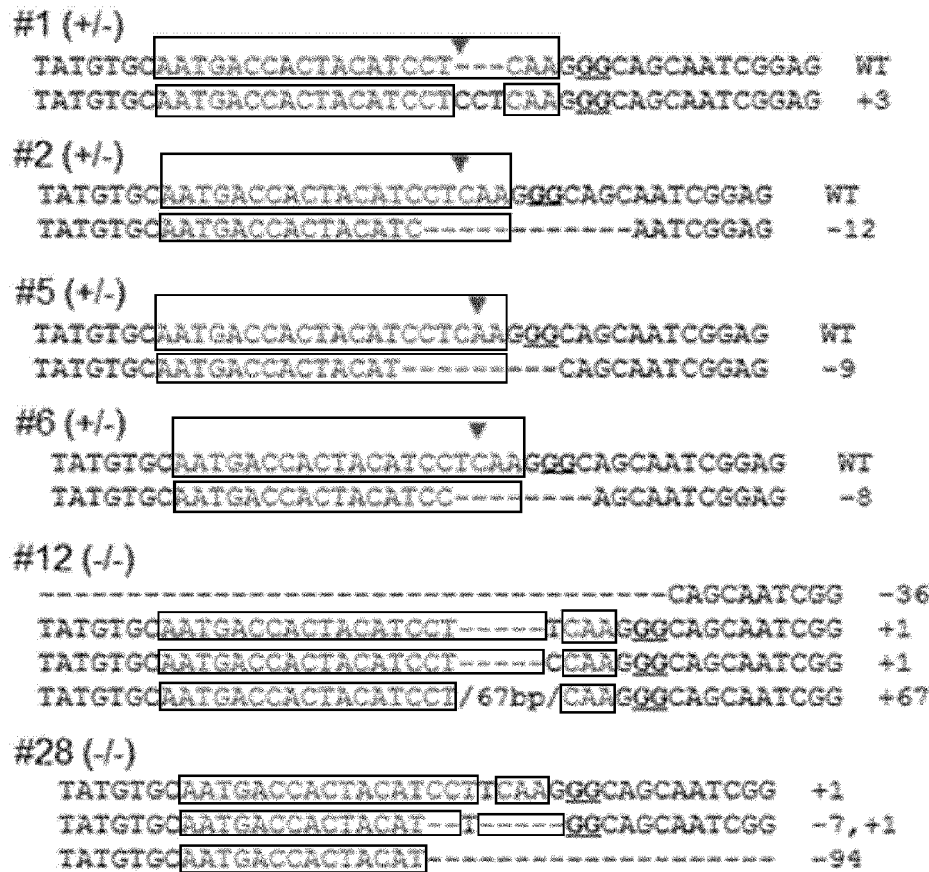 #1 (+/-)
TATGTGCAATGACCACTACATCCT---CAAGGGCAGCAATCGGAG WT
TATGTGCAATGACCACTACATCCTCCTCAAGGGCAGCAATCGGAG +3
#2 (+/-)
TATGTGCAATGACCACTACATCCTCAAGGGCAGCAATCGGAG WT
TATGTGCAATGACCACTACATC------------AATCGGAG -12
#5 (+/-)
TATGTGCAATGACCACTACATCCTCAAGGGCAGCAATCGGAG WT
TATGTGCAATGACCACTACAT---------CAGCAATCGGAG -9
#6 (+/-)
TATGTGCAATGACCACTACATCCTCAAGGGCAGCAATCGGAG WT
TATGTGCAATGACCACTACATCC--------AGCAATCGGAG -8
#12 (-/-)
------------------------------------CAGCAATCGG -36
TATGTGCAATGACCACTACATCCT-----TCAAGGGCAGCAATCGG +1
TATGTGCAATGACCACTACATCCT-----CCAAGGGCAGCAATCGG +1
TATGTGCAATGACCACTACATCCT/67bp/CAAGGGCAGCAATCGG +67
#28 (-/-)
TATGTGCAATGACCACTACATCCTTCAAGGGCAGCAATCGG +1
TATGTGCAATGACCACTACAT--T-----GGCAGCAATCGG -7,+1
TATGTGCAATGACCACTACAT-------------------- -94